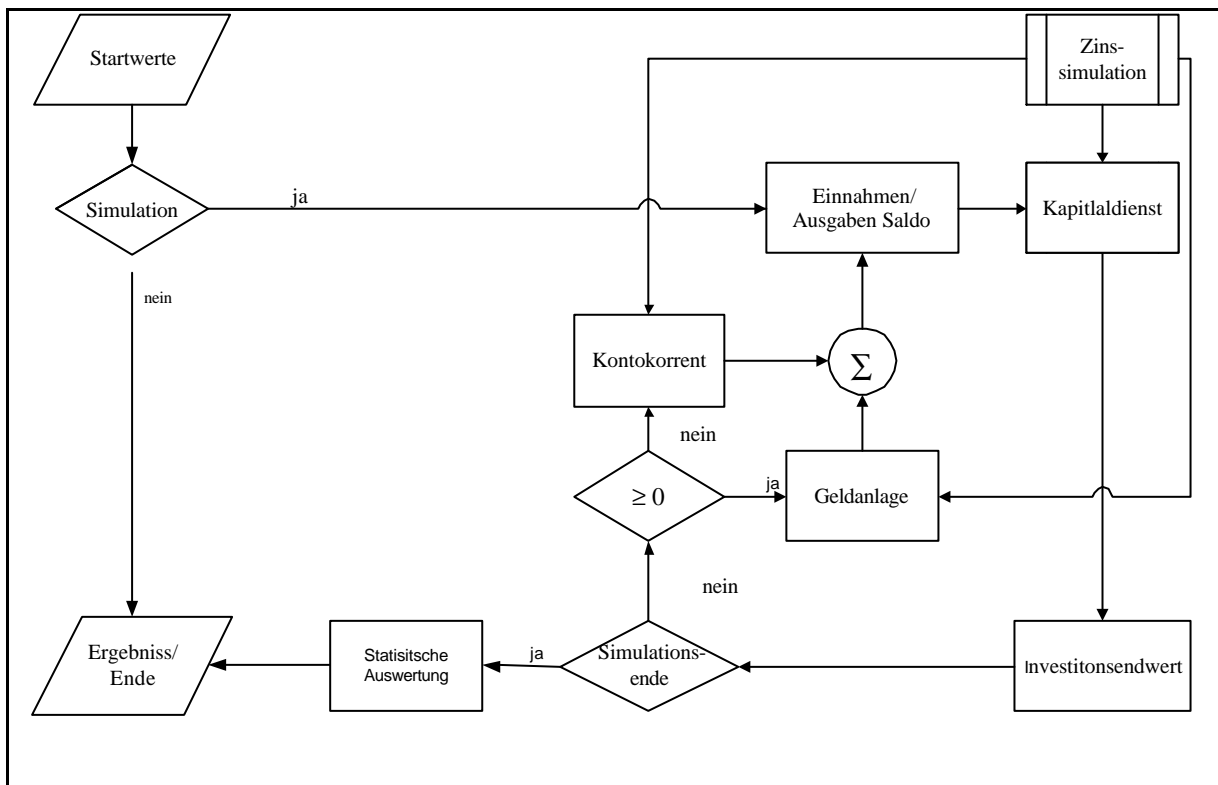 Startwerte
Zins-
simulation
Simulation
ja
Einnahmen/
Ausgaben Saldo
Kapitlaldienst
nein
Kontokorrent
Σ
nein
≥ 0
ja
Geldanlage
nein
Ergebniss/
Ende
Statisitsche
Auswertung
ja
Simulations-
ende
Investitonsendwert